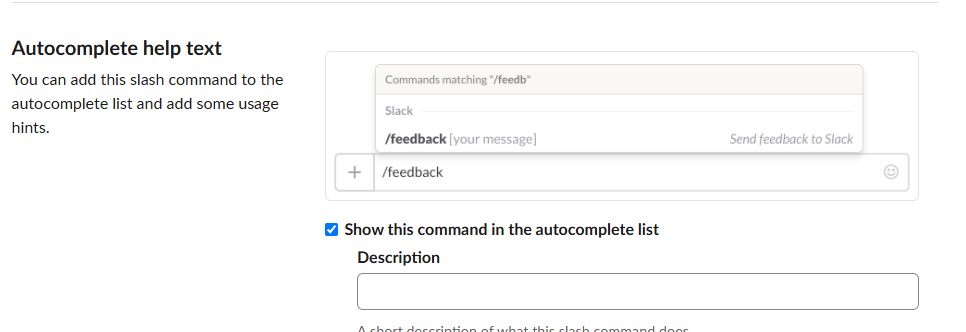 Autocomplete help text
You can add this slash command to the
autocomplete list and add some usage
hints.
Commands matching "/feedb"
Slack
/feedback [your message] Send feedback to Slack
/feedback
Show this command in the autocomplete list
Description
A short description of what this slash command does.